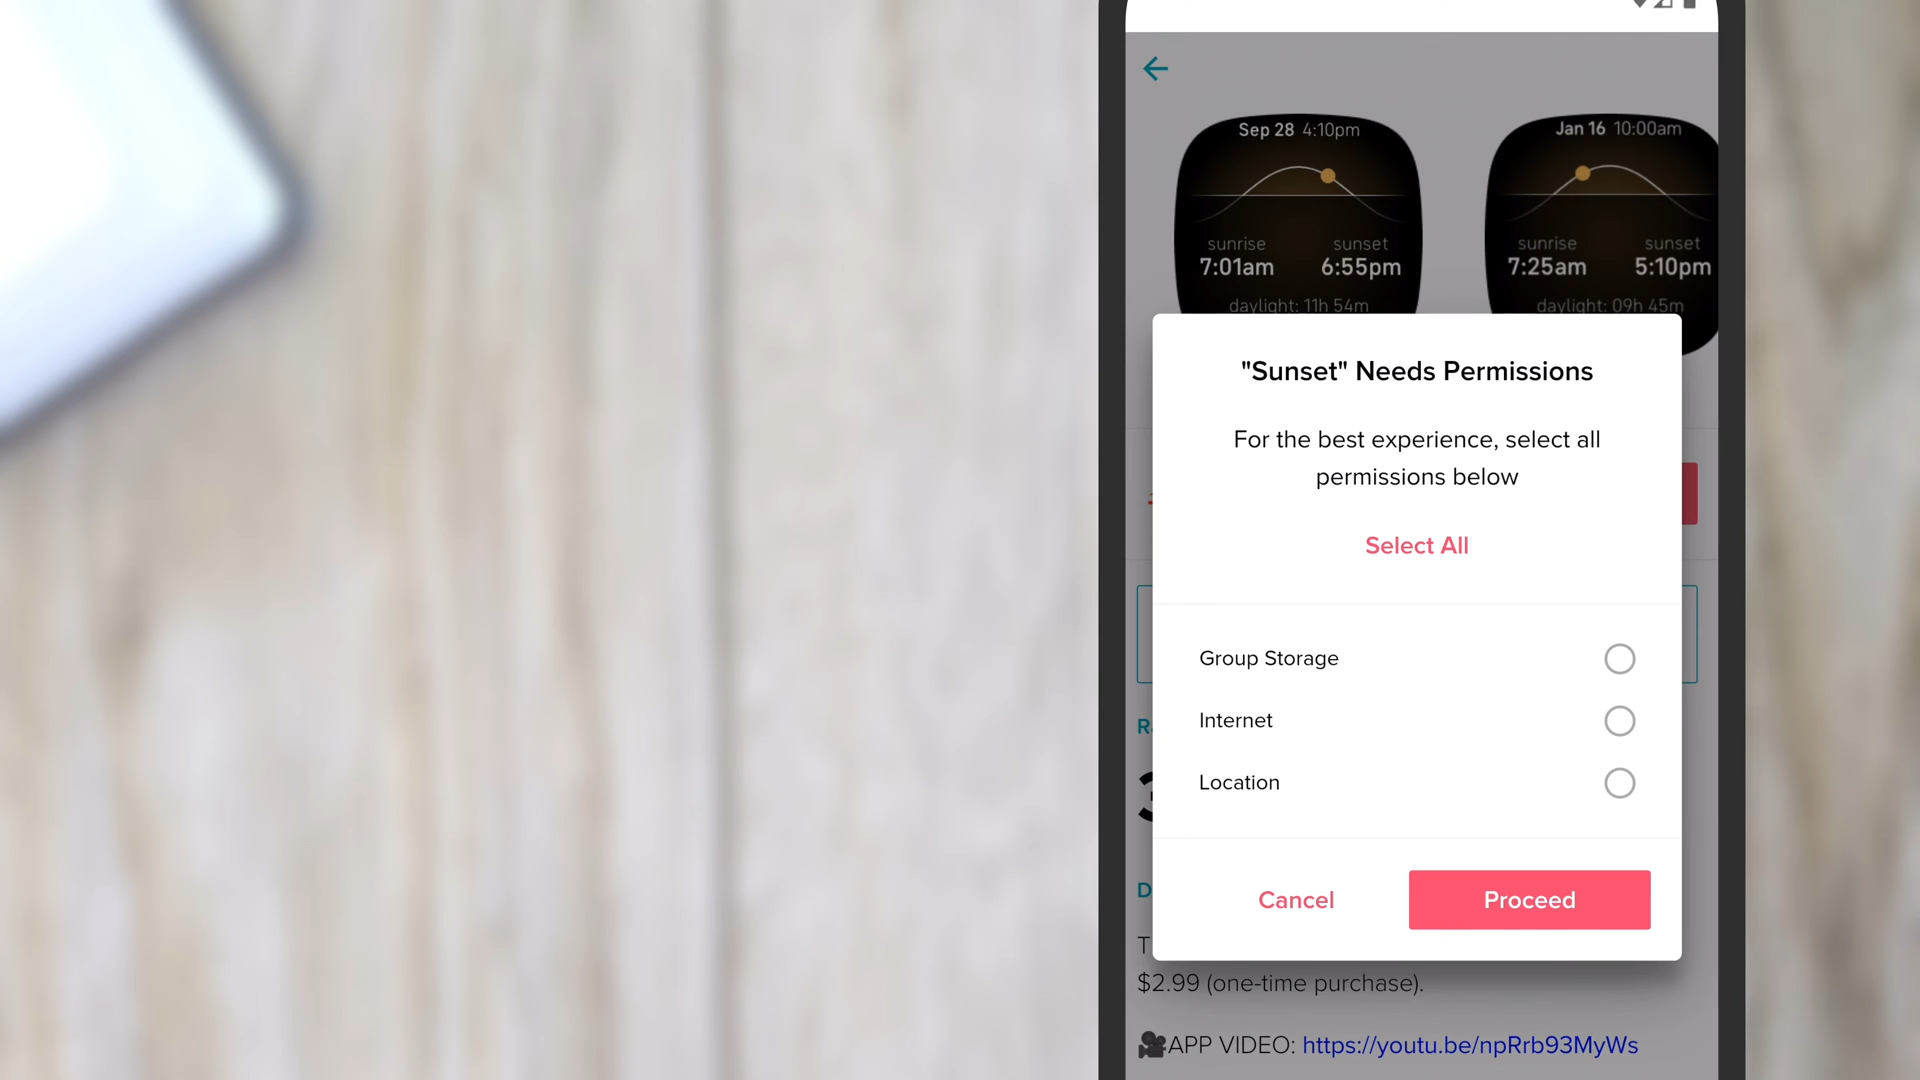 Sep 28 4:10pm
sunrise sunset
7:01am 6:55pm
daylight: 11h 54m
Jan 16 10:00am
sunrise sunset
7:25am 5:10pm
daylight: 09h 45m
"Sunset" Needs Permissions
For the best experience, select all
permissions below
Select All
Group Storage
Internet
Location
Cancel Proceed
$2.99 (one-time purchase).
APP VIDEO: https://youtu.be/npRrb93MyWs